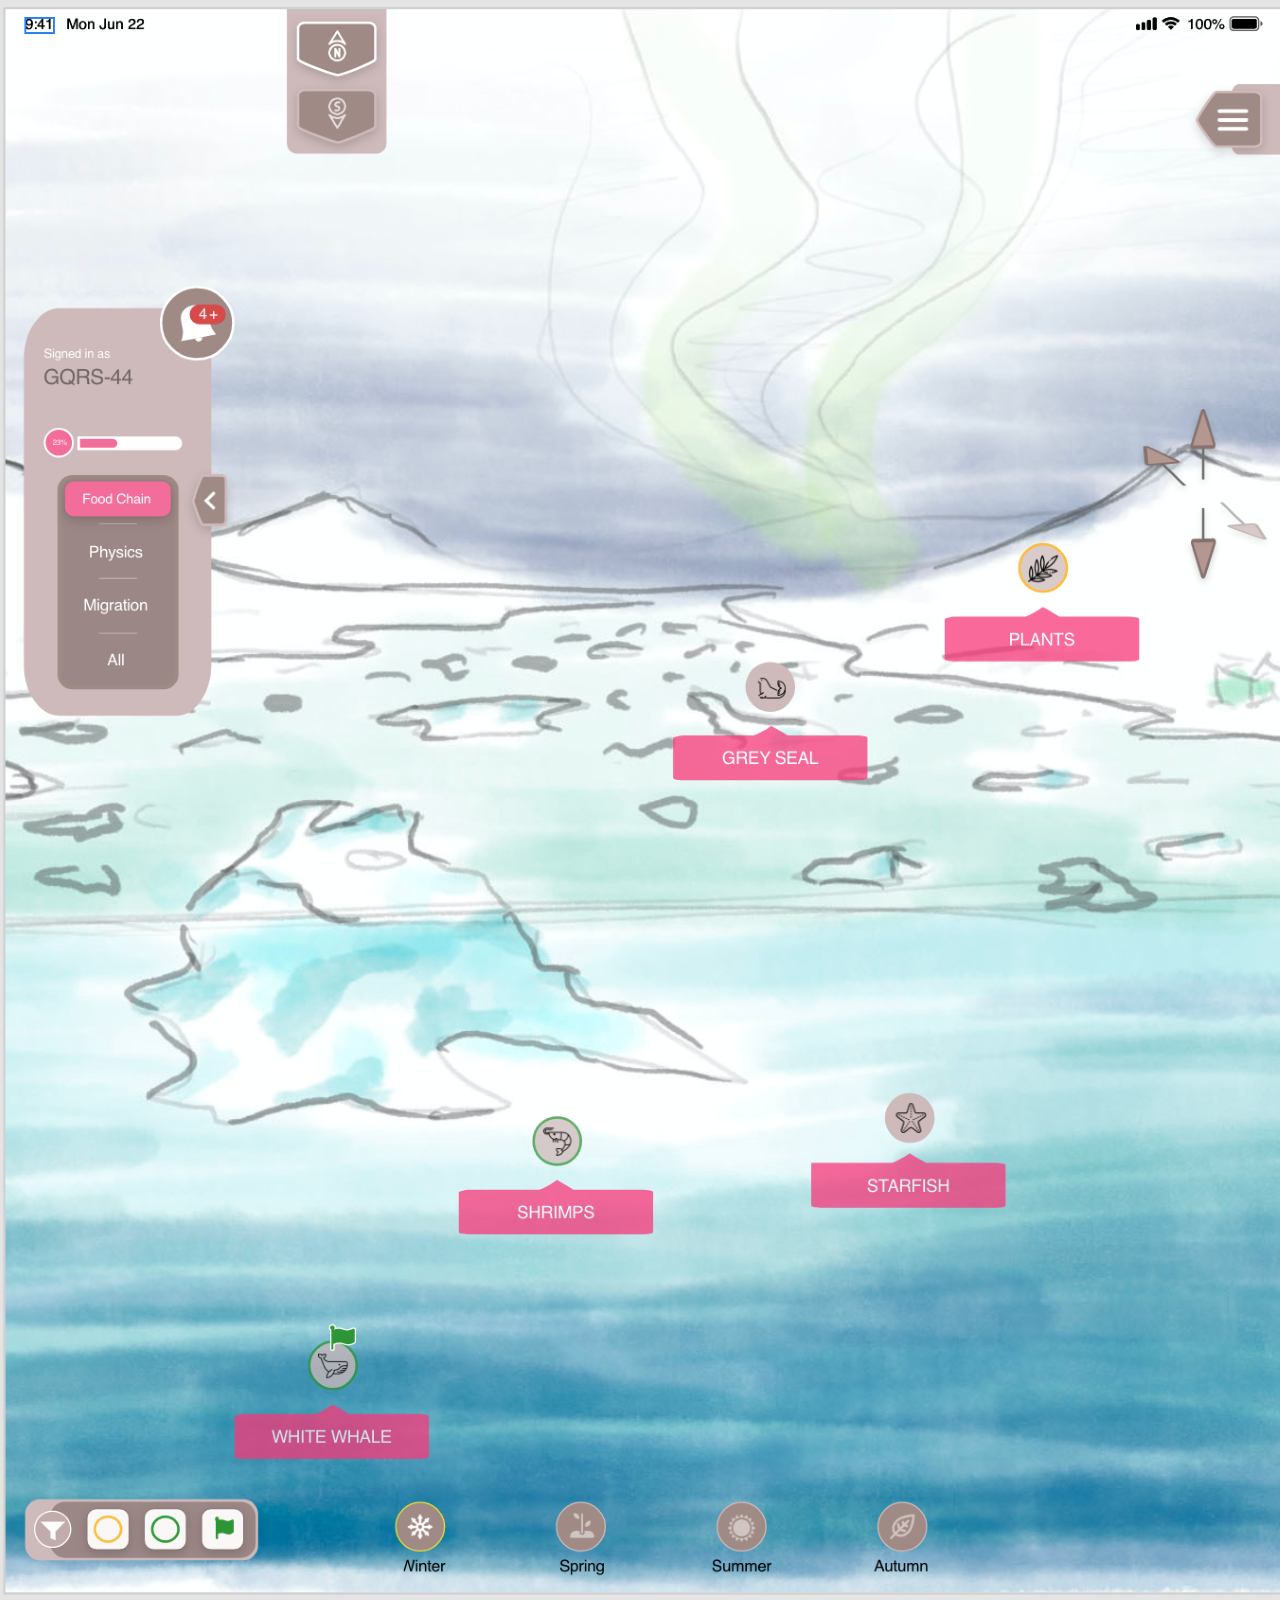 9:41 Mon Jun 22
100%
N
S
4+
Signed in as
GQRS-44
23%
Food Chain
Physics
Migration
All
PLANTS
GREY SEAL
STARFISH
SHRIMPS
WHITE WHALE
Winter
Spring
Summer
Autumn